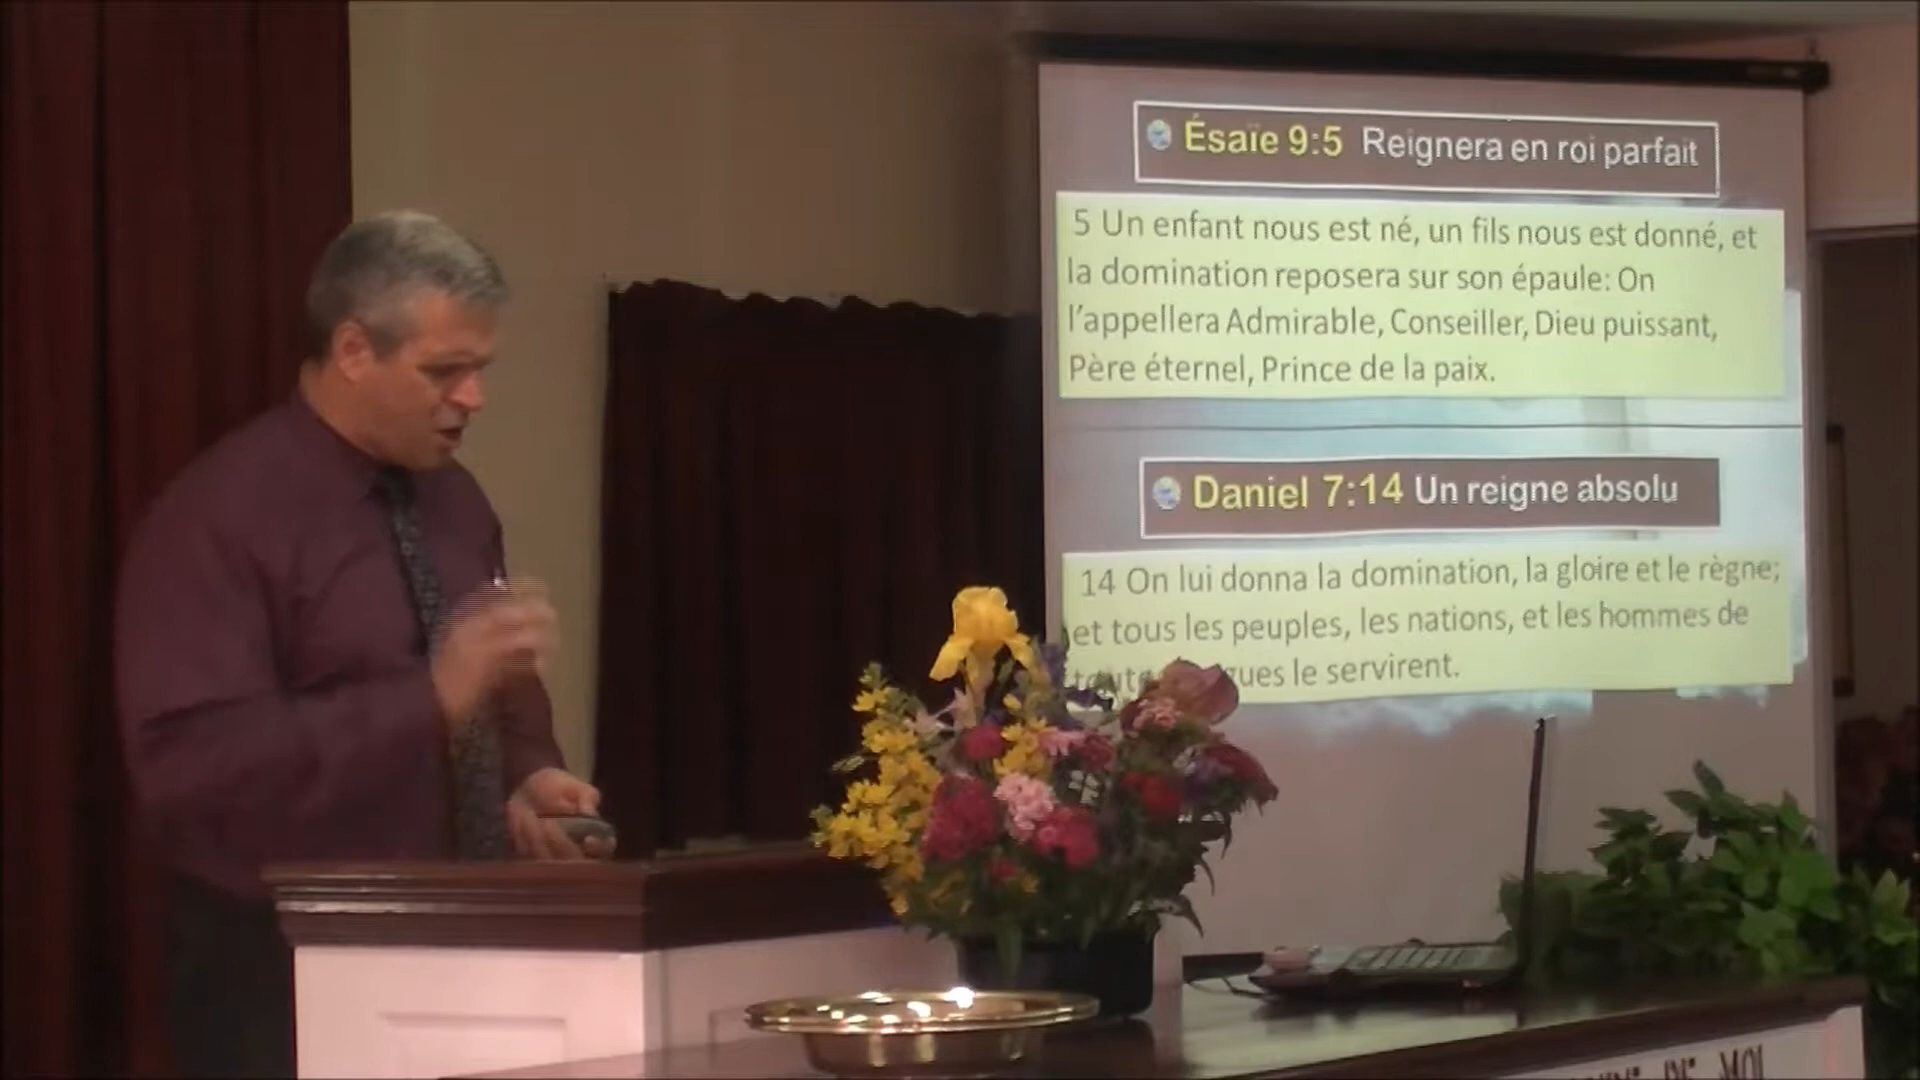 Ésaïe 9:5 Reignera en roi parfait
5 Un enfant nous est né, un fils nous est donné, et
la domination reposera sur son épaule: On
l'appellera Admirable, Conseiller, Dieu puissant,
Père éternel, Prince de la paix.
Daniel 7:14 Un reigne absolu
14 On lui donna la domination, la gloire et le règne;
et tous les peuples, les nations, et les hommes de
le servirent.
DE MOI